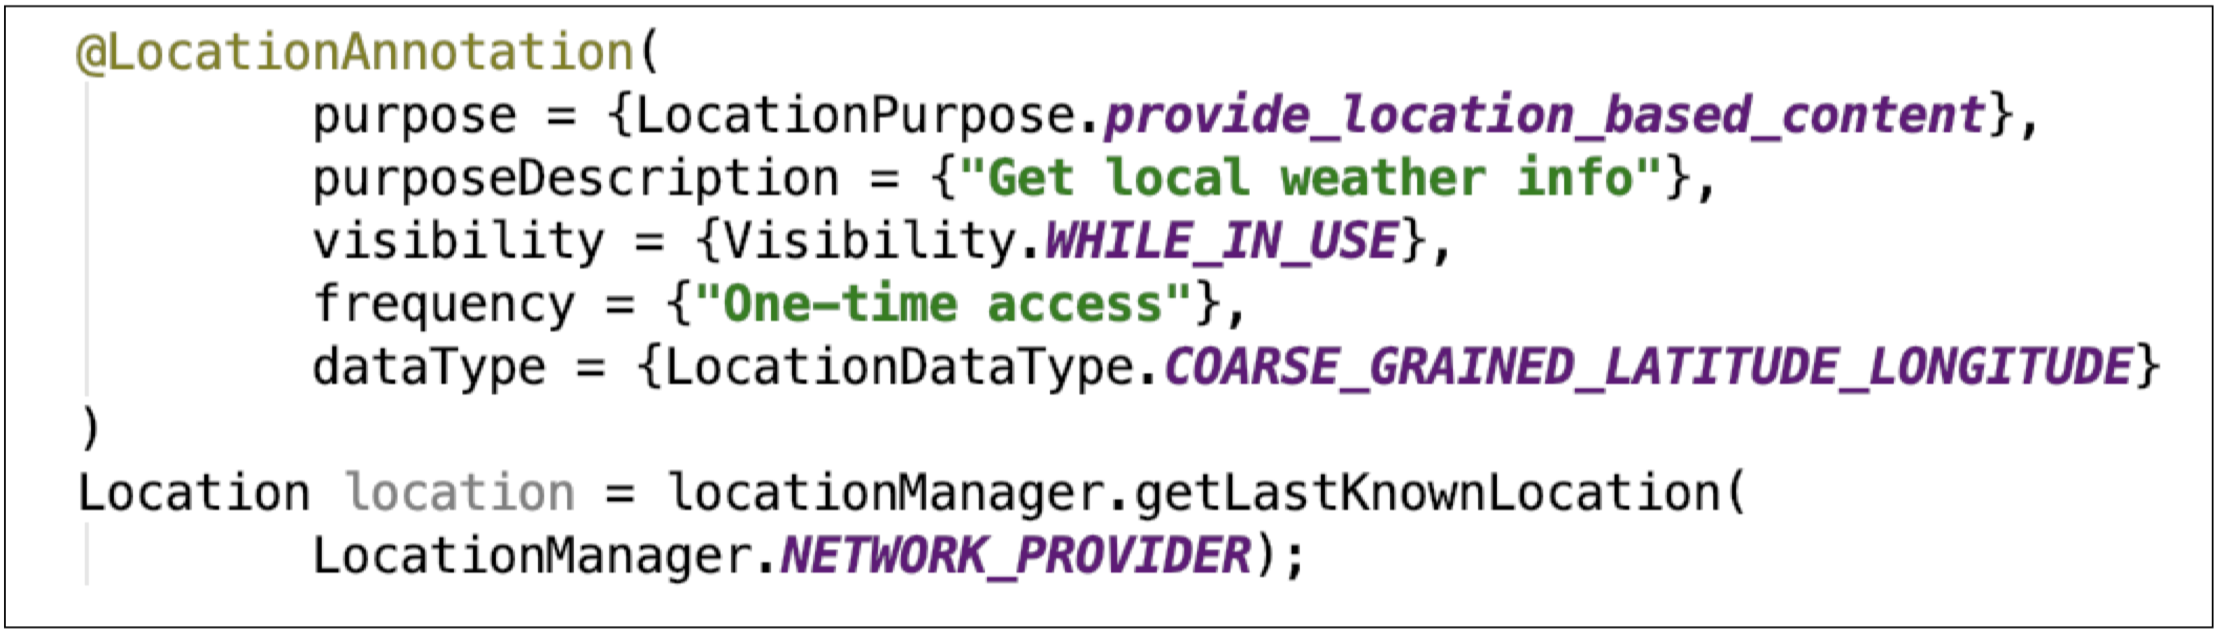 @LocationAnnotation(
purpose = {LocationPurpose.provide_location_based_content},
purposeDescription = {"Get local weather info"},
visibility = {Visibility.WHILE_IN_USE},
frequency = {"One-time access"},
dataType = {LocationDataType.COARSE_GRAINED_LATITUDE_LONGITUDE}
)
Location location = locationManager.getLastKnownLocation(
LocationManager.NETWORK_PROVIDER);